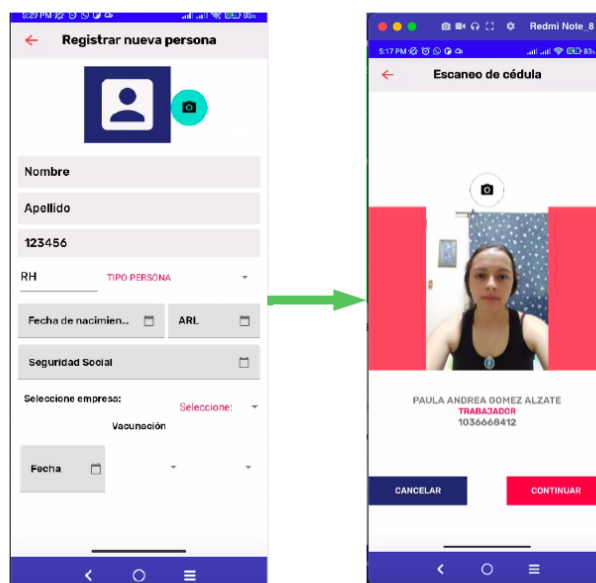 5:29 PM
Registrar nueva persona
Nombre
Apellido
123456
RH TIPO PERSONA
Fecha de nacimien... ARL
Seguridad Social
Seleccione empresa: Seleccione:
Vacunación
Fecha
Redmi Note_8
5:17 PM 83%
Escaneo de cédula
PAULA ANDREA GOMEZ ALZATE
TRABAJADOR
1036668412
CANCELAR CONTINUAR